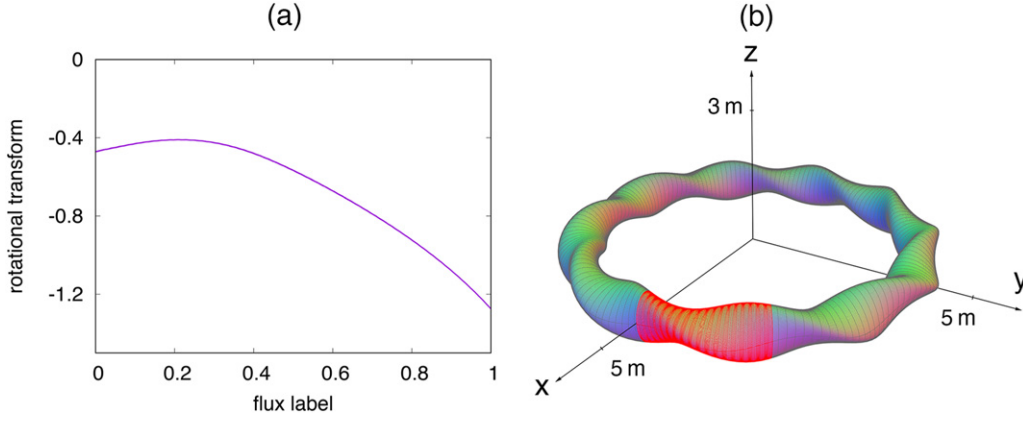 (a)
0
-0.4
-0.8
-1.2
rotational transform
0
0.2
0.4
0.6
0.8
1
flux label
(b)
z
3 m
y
5 m
x
5 m